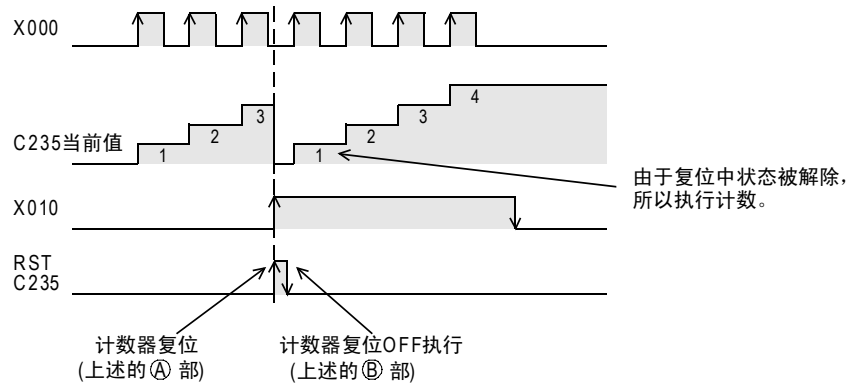 X000
C235当前值
1
2
3
1
2
3
4
由于复位中状态被解除，
所以执行计数。
X010
RST
C235
计数器复位
(上述的Ⓐ 部)
计数器复位OFF执行
(上述的Ⓑ 部)